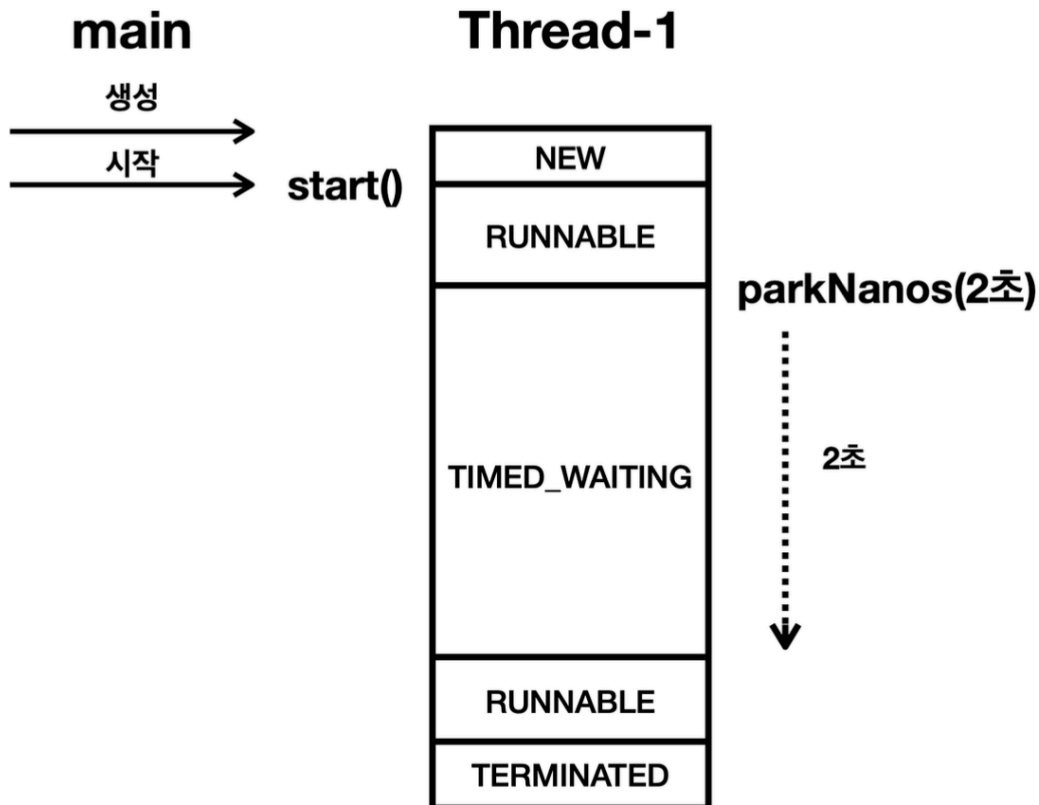 main
Thread-1
생성
시작
start()
NEW
RUNNABLE
parkNanos(2초)
TIMED_WAITING
2초
RUNNABLE
TERMINATED